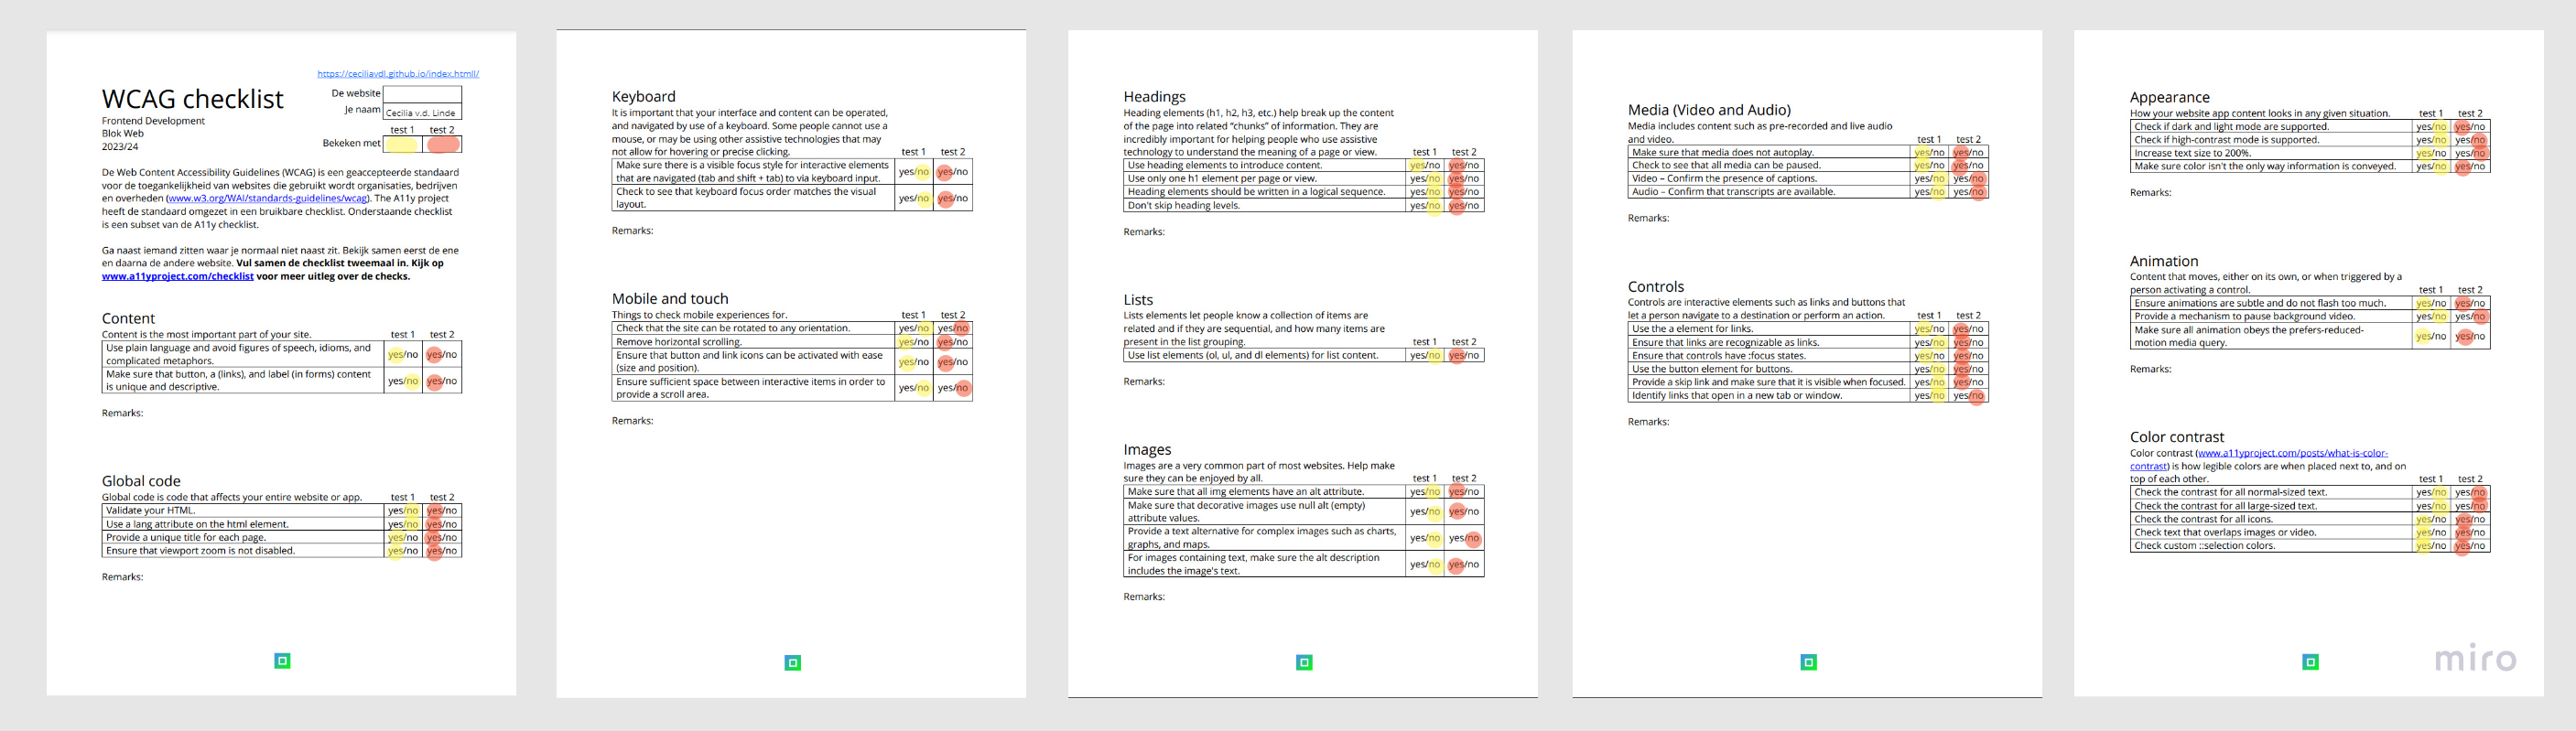 https://ceciliavdl.github.io/index.htmll/
WCAG checklist
De website
Frontend Development
Je naam Cecilia v.d. Linde
Blok Web
test 1 test 2
2023/24
Bekeken met
De Web Content Accessibility Guidelines (WCAG) is een geaccepteerde standaard
voor de toegankelijkheid van websites die gebruikt wordt organisaties, bedrijven
en overheden (www.w3.org/WAI/standards-guidelines/wcag). The A11y project
heeft de standaard omgezet in een bruikbare checklist. Onderstaande checklist
is een subset van de A11y checklist.
Ga naast iemand zitten waar je normaal niet naast zit. Bekijk samen eerst de ene
en daarna de andere website. Vul samen de checklist tweemaal in. Kijk op
www.a11yproject.com/checklist voor meer uitleg over de checks.
Content
Content is the most important part of your site. test 1 test 2
Use plain language and avoid figures of speech, idioms, and
complicated metaphors. yes/no yes/no
Make sure that button, a (links), and label (in forms) content
is unique and descriptive. yes/no yes/no
Remarks:
Global code
Global code is code that affects your entire website or app. test 1 test 2
Validate your HTML. yes/no yes/no
Use a lang attribute on the html element. yes/no yes/no
Provide a unique title for each page. yes/no yes/no
Ensure that viewport zoom is not disabled. yes/no yes/no
Remarks:
Keyboard
It is important that your interface and content can be operated,
and navigated by use of a keyboard. Some people cannot use a
mouse, or may be using other assistive technologies that may
not allow for hovering or precise clicking. test 1 test 2
Make sure there is a visible focus style for interactive elements
that are navigated (tab and shift + tab) to via keyboard input. yes/no yes/no
Check to see that keyboard focus order matches the visual
layout. yes/no yes/no
Remarks:
Mobile and touch
Things to check mobile experiences for. test 1 test 2
Check that the site can be rotated to any orientation. yes/no yes/no
Remove horizontal scrolling. yes/no yes/no
Ensure that button and link icons can be activated with ease
(size and position). yes/no yes/no
Ensure sufficient space between interactive items in order to
provide a scroll area. yes/no yes/no
Remarks:
Headings
Heading elements (h1, h2, h3, etc.) help break up the content
of the page into related “chunks” of information. They are
incredibly important for helping people who use assistive
technology to understand the meaning of a page or view. test 1 test 2
Use heading elements to introduce content. yes/no yes/no
Use only one h1 element per page or view. yes/no yes/no
Heading elements should be written in a logical sequence. yes/no yes/no
Don't skip heading levels. yes/no yes/no
Remarks:
Lists
Lists elements let people know a collection of items are
related and if they are sequential, and how many items are
present in the list grouping. test 1 test 2
Use list elements (ol, ul, and dl elements) for list content. yes/no yes/no
Remarks:
Images
Images are a very common part of most websites. Help make
sure they can be enjoyed by all. test 1 test 2
Make sure that all img elements have an alt attribute. yes/no yes/no
Make sure that decorative images use null alt (empty)
attribute values. yes/no yes/no
Provide a text alternative for complex images such as charts,
graphs, and maps. yes/no yes/no
For images containing text, make sure the alt description
includes the image's text. yes/no yes/no
Remarks:
Media (Video and Audio)
Media includes content such as pre-recorded and live audio
and video. test 1 test 2
Make sure that media does not autoplay. yes/no yes/no
Check to see that all media can be paused. yes/no yes/no
Video – Confirm the presence of captions. yes/no yes/no
Audio – Confirm that transcripts are available. yes/no yes/no
Remarks:
Controls
Controls are interactive elements such as links and buttons that
let a person navigate to a destination or perform an action. test 1 test 2
Use the a element for links. yes/no yes/no
Ensure that links are recognizable as links. yes/no yes/no
Ensure that controls have :focus states. yes/no yes/no
Use the button element for buttons. yes/no yes/no
Provide a skip link and make sure that it is visible when focused. yes/no yes/no
Identify links that open in a new tab or window. yes/no yes/no
Remarks:
Appearance
How your website app content looks in any given situation. test 1 test 2
Check if dark and light mode are supported. yes/no yes/no
Check if high-contrast mode is supported. yes/no yes/no
Increase text size to 200%. yes/no yes/no
Make sure color isn't the only way information is conveyed. yes/no yes/no
Remarks:
Animation
Content that moves, either on its own, or when triggered by a
person activating a control. test 1 test 2
Ensure animations are subtle and do not flash too much. yes/no yes/no
Provide a mechanism to pause background video. yes/no yes/no
Make sure all animation obeys the prefers-reduced-
motion media query. yes/no yes/no
Remarks:
Color contrast
Color contrast (www.a11yproject.com/posts/what-is-color-
contrast) is how legible colors are when placed next to, and on
top of each other. test 1 test 2
Check the contrast for all normal-sized text. yes/no yes/no
Check the contrast for all large-sized text. yes/no yes/no
Check the contrast for all icons. yes/no yes/no
Check text that overlaps images or video. yes/no yes/no
Check custom ::selection colors. yes/no yes/no
miro